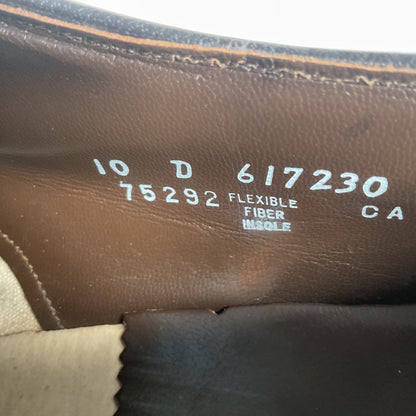 10 D 617230
75292 FLEXIBLE
FIBER CA
INSOLE